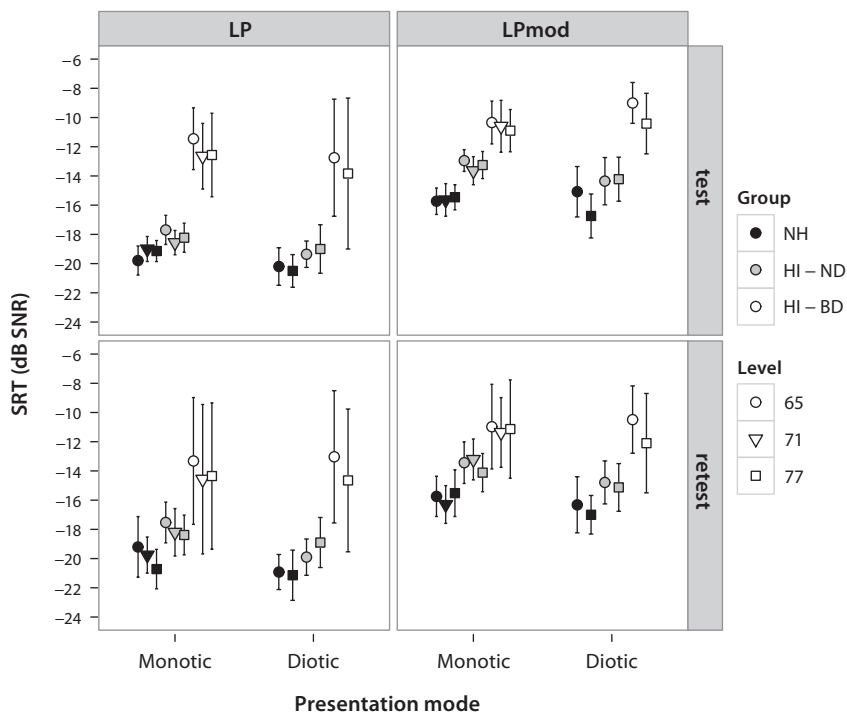 LP
LPmod
−6
−8
−10
−12
−14
−16
−18
−20
−22
−24
test
−6
−8
−10
−12
−14
−16
−18
−20
−22
−24
retest
SRT (dB SNR)
Monotic
Diotic
Monotic
Diotic
Presentation mode
Group
NH
HI – ND
HI – BD
Level
65
71
77